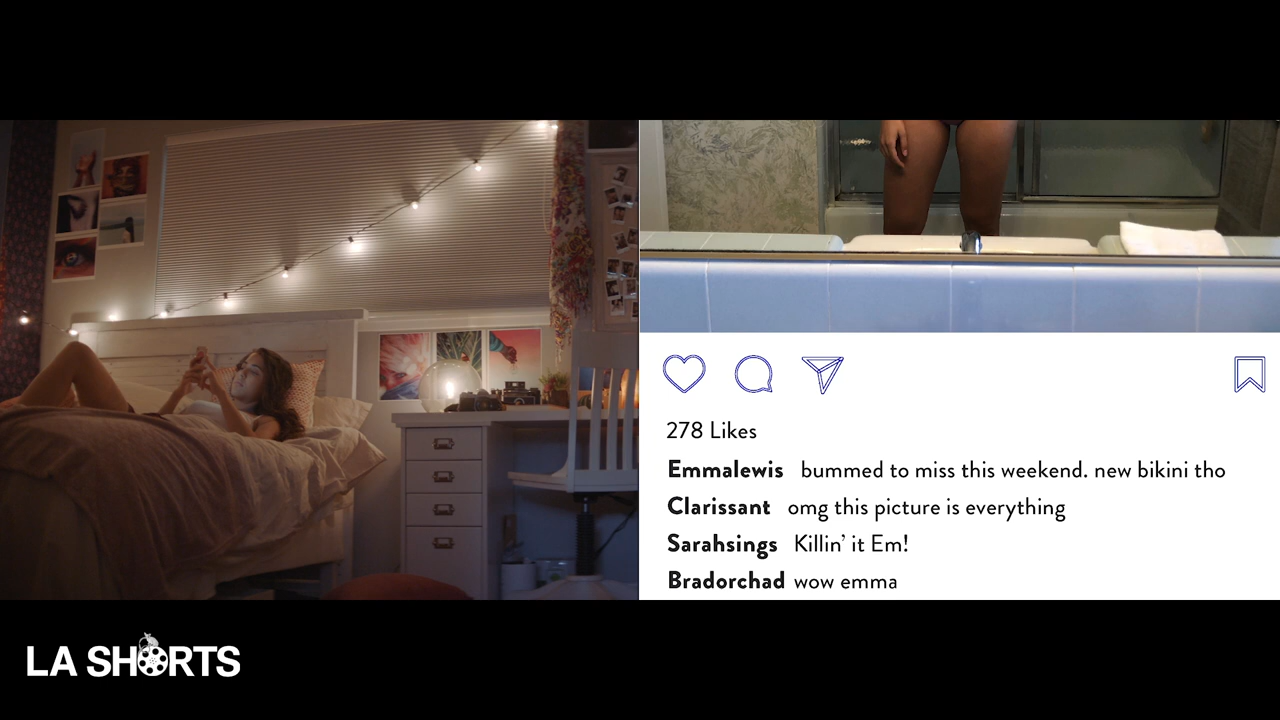 278 Likes
Emmalewis bummed to miss this weekend. new bikini tho
Clarissant omg this picture is everything
Sarahsings Killin' it Em!
Bradorchad wow emma
LA SHORTS